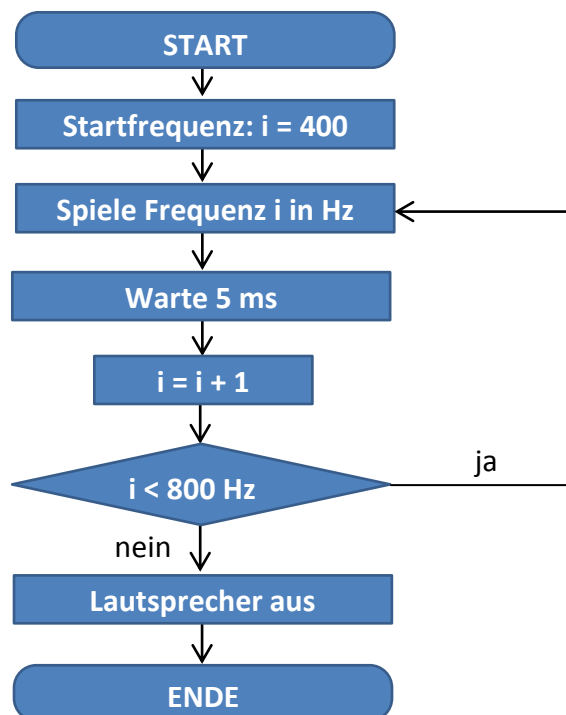 START
Startfrequenz: i = 400
Spiele Frequenz i in Hz
Warte 5 ms
i = i + 1
i < 800 Hz
ja
nein
Lautsprecher aus
ENDE